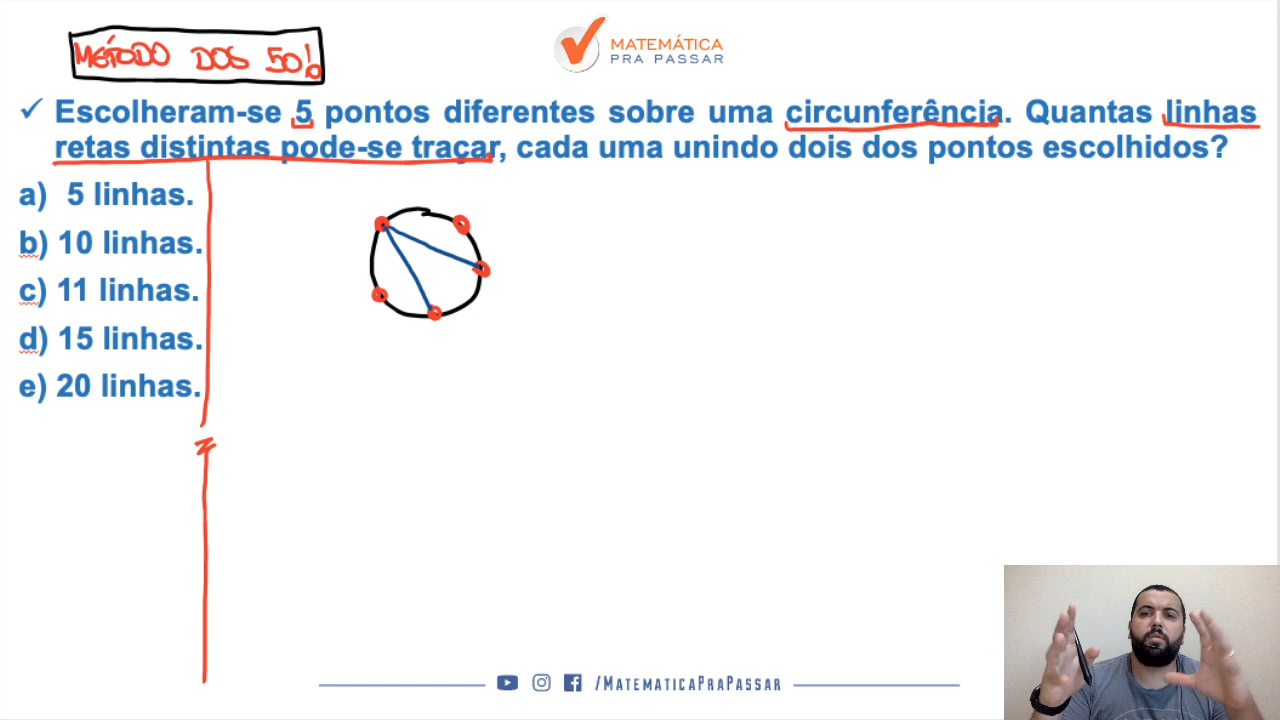 MÉTODO DOS 50!
MATEMÁTICA
PRA PASSAR
✓ Escolheram-se 5 pontos diferentes sobre uma circunferência. Quantas linhas
retas distintas pode-se traçar, cada uma unindo dois dos pontos escolhidos?
a) 5 linhas.
b) 10 linhas.
c) 11 linhas.
d) 15 linhas.
e) 20 linhas.
/MATEMATICAPRAPASSAR